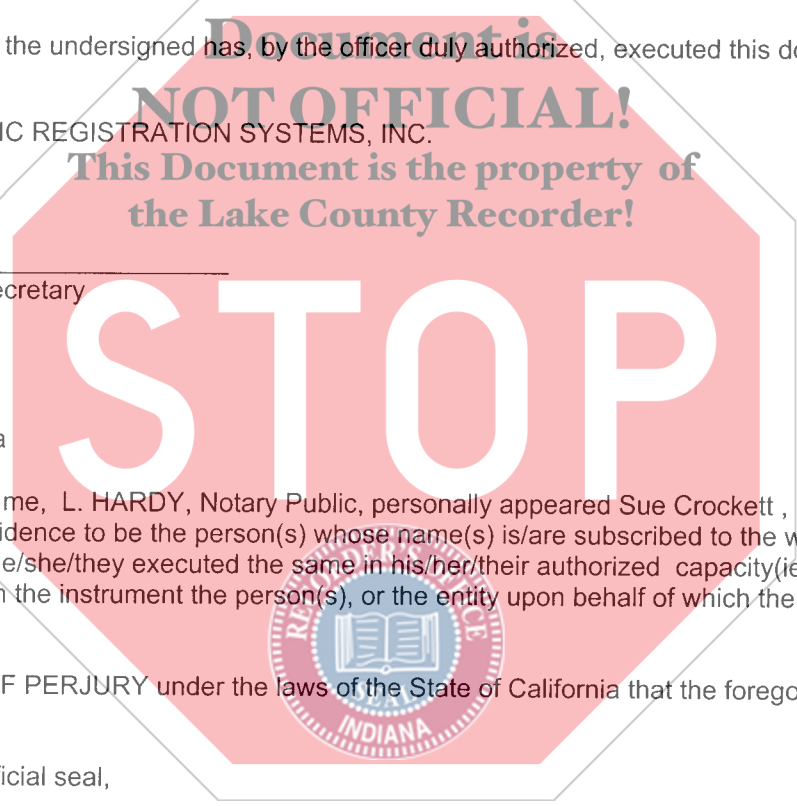 Document is
the undersigned has, by the officer duly authorized, executed this do
NOT OFFICIAL!
IC REGISTRATION SYSTEMS, INC.
This Document is the property of
the Lake County Recorder!
ecretary
STOP
a
me, L. HARDY, Notary Public, personally appeared Sue Crockett ,
idence to be the person(s) whose name(s) is/are subscribed to the w
e/she/they executed the same in his/her/their authorized capacity(ie
n the instrument the person(s), or the entity upon behalf of which the
RECORDER'S OFFICE
SEAL
INDIANA
F PERJURY under the laws of the State of California that the forego
ficial seal,